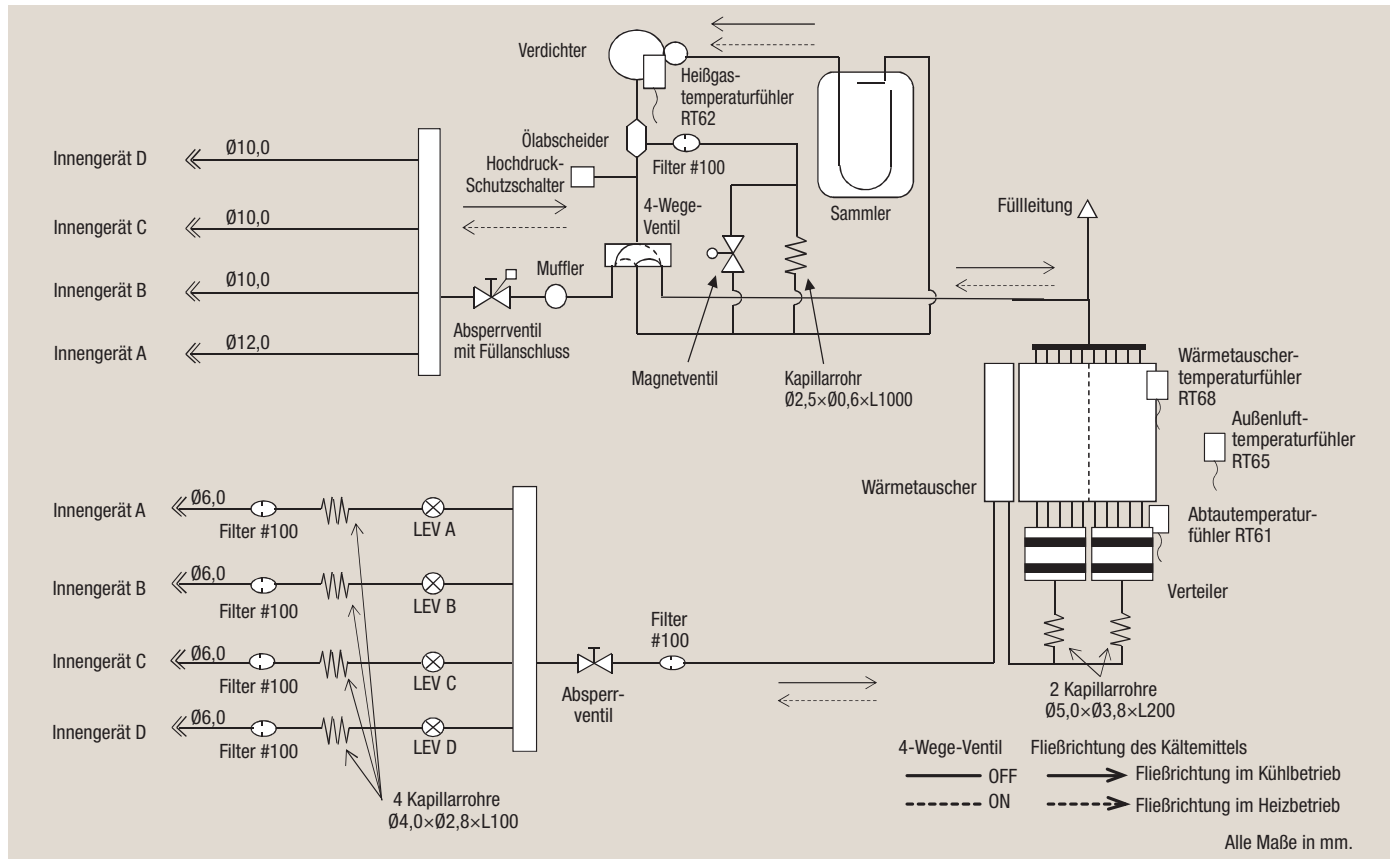 Verdichter
Heißgas-
temperaturfühler
RT62
Ölabscheider
Hochdruck-
Schutzschalter
Filter #100
4-Wege-
Ventil
Sammler
Füllleitung
Innengerät D
Ø10,0
Innengerät C
Ø10,0
Innengerät B
Ø10,0
Innengerät A
Ø12,0
Muffler
Absperrventil
mit Füllanschluss
Magnetventil
Kapillarrohr
Ø2,5×Ø0,6×L1000
Wärmetauscher-
temperaturfühler
RT68
Außenluft-
temperaturfühler
RT65
Wärmetauscher
Abtautemperatur-
fühler RT61
Verteiler
Innengerät A
Ø6,0
Filter #100
LEV A
Innengerät B
Ø6,0
Filter #100
LEV B
Innengerät C
Ø6,0
Filter #100
LEV C
Innengerät D
Ø6,0
Filter #100
LEV D
Absperr-
ventil
Filter
#100
2 Kapillarrohre
Ø5,0×Ø3,8×L200
4 Kapillarrohre
Ø4,0×Ø2,8×L100
4-Wege-Ventil
Fließrichtung des Kältemittels
OFF
Fließrichtung im Kühlbetrieb
ON
Fließrichtung im Heizbetrieb
Alle Maße in mm.